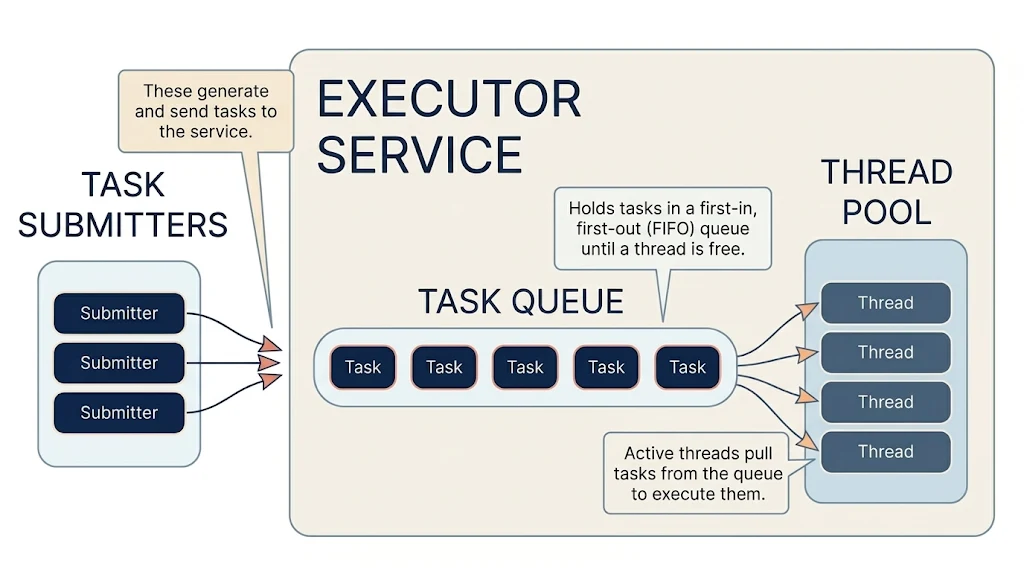 These generate
and send tasks to
the service.
EXECUTOR
SERVICE
TASK
SUBMITTERS
THREAD
POOL
Holds tasks in a first-in,
first-out (FIFO) queue
until a thread is free.
TASK QUEUE
Submitter
Submitter
Submitter
Task
Task
Task
Task
Task
Thread
Thread
Thread
Thread
Active threads pull
tasks from the queue
to execute them.